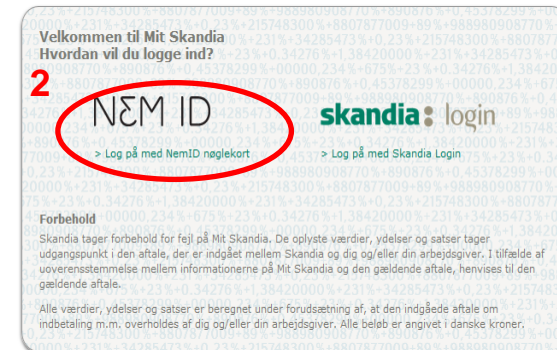 Velkommen til Mit Skandia
Hvordan vil du logge ind?
2
NEM ID
skandia: login
> Log på med NemID nøglekort
> Log på med Skandia Login
Forbehold
Skandia tager forbehold for fejl på Mit Skandia. De oplyste værdier, ydelser og satser tager
udgangspunkt i den aftale, der er indgået mellem Skandia og dig og/eller din arbejdsgiver. I tilfælde af
uoverensstemmelse mellem informationerne på Mit Skandia og den gældende aftale, henvises til den
gældende aftale.
Alle værdier, ydelser og satser er beregnet under forudsætning af, at den indgåede aftale om
indbetaling m.m. overholdes af dig og/eller din arbejdsgiver. Alle beløb er angivet i danske kroner.